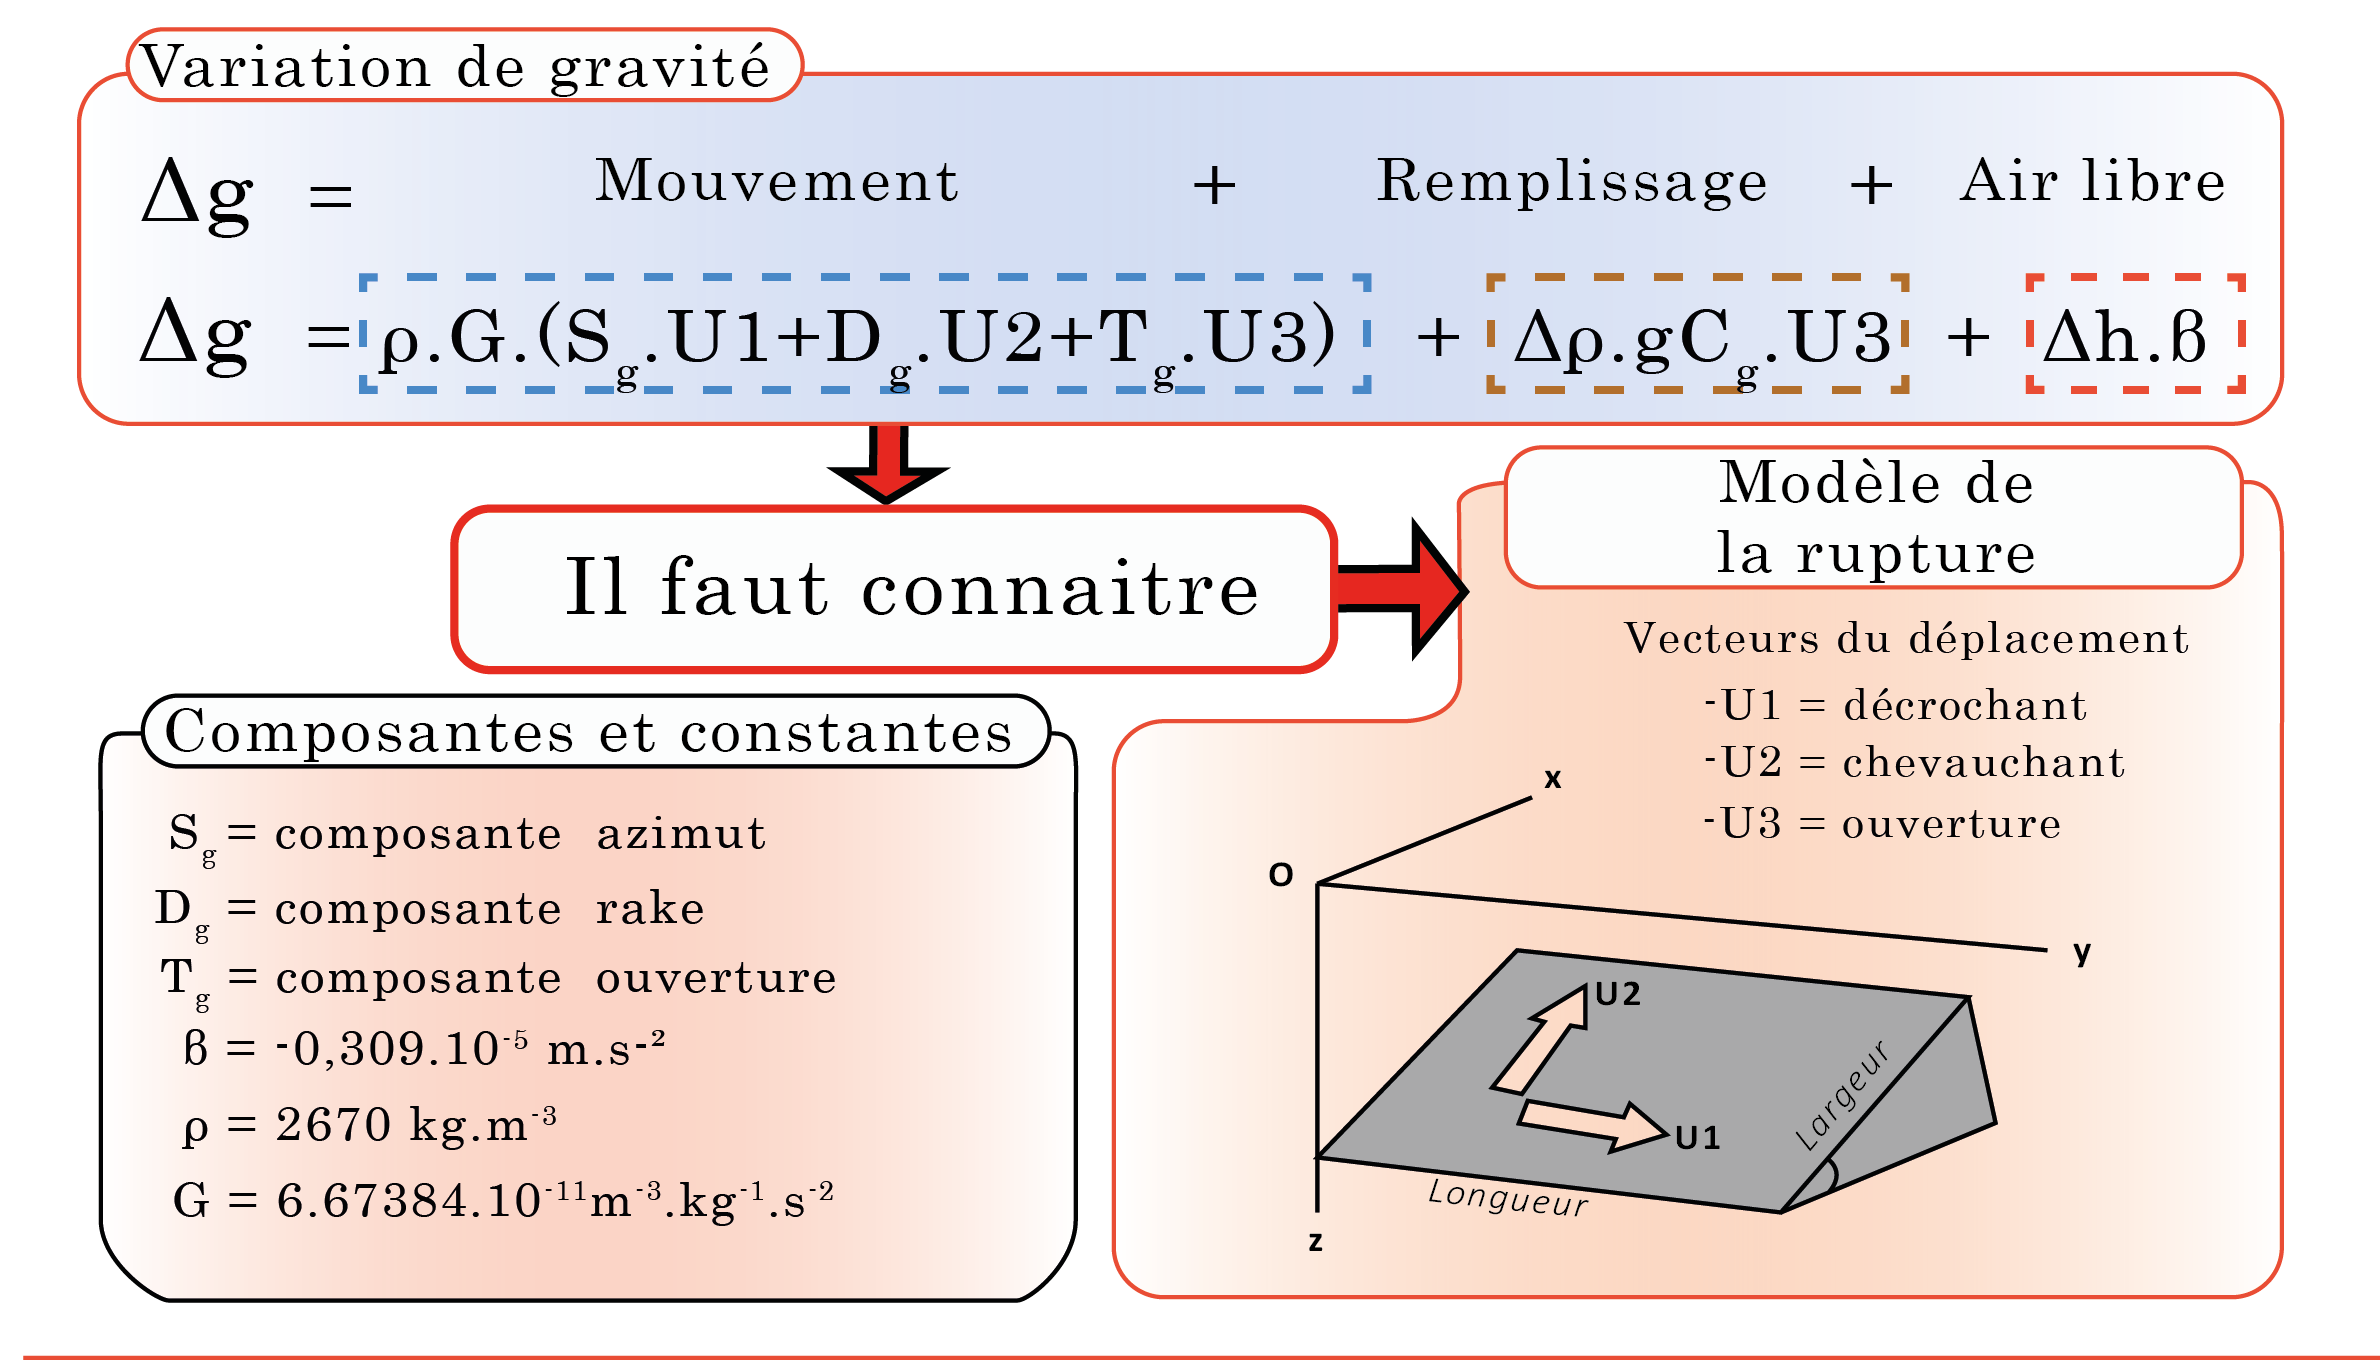 Variation de gravité
Δg = Mouvement + Remplissage + Air libre
Δg = ρ.G.(Sg.U1+Dg.U2+Tg.U3) + Δρ.gCg.U3 + Δh.β
Il faut connaitre
Modèle de
la rupture
Vecteurs du déplacement
-U1 = décrochant
-U2 = chevauchant
-U3 = ouverture
Composantes et constantes
Sg = composante azimut
Dg = composante rake
Tg = composante ouverture
β = -0,309.10⁻⁵ m.s-²
ρ = 2670 kg.m⁻³
G = 6.67384.10⁻¹¹m⁻³.kg⁻¹.s⁻²
x
O
y
U2
U1
Largeur
Longueur
z